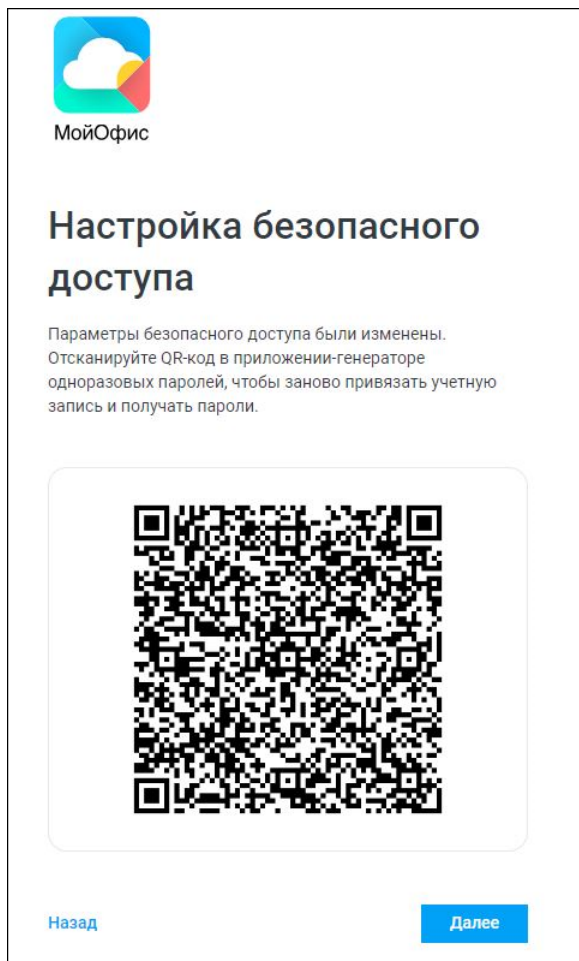 МойОфис
Настройка безопасного
доступа
Параметры безопасного доступа были изменены.
Отсканируйте QR-код в приложении-генераторе
одноразовых паролей, чтобы заново привязать учетную
запись и получать пароли.
Назад
Далее